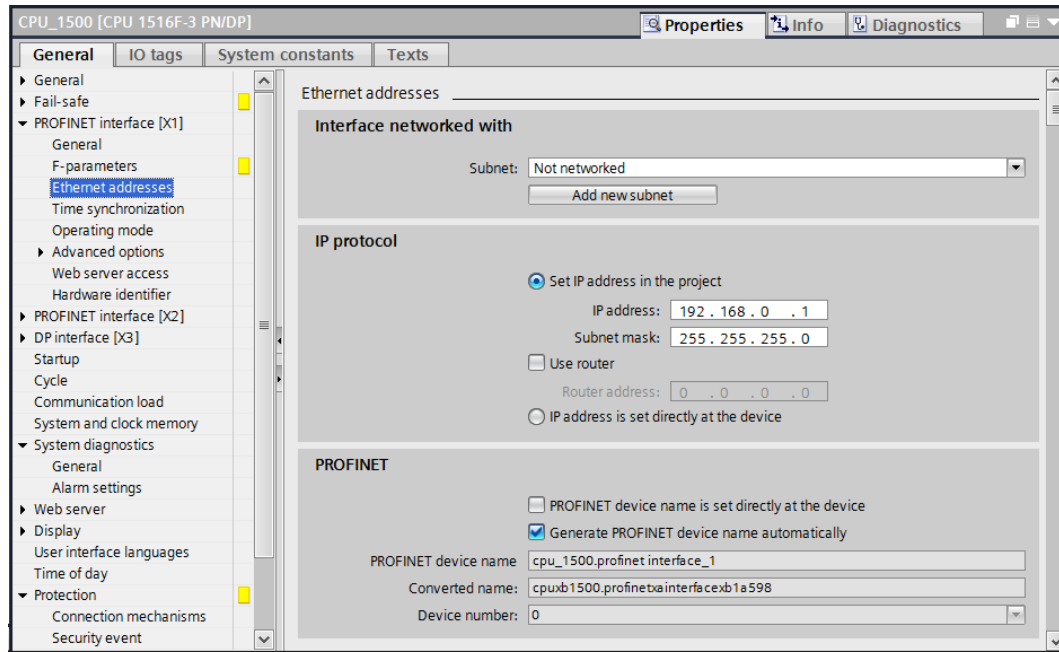 CPU_1500 [CPU 1516F-3 PN/DP]
Properties
Info
Diagnostics
General
IO tags
System constants
Texts
General
Fail-safe
PROFINET interface [X1]
General
F-parameters
Ethernet addresses
Time synchronization
Operating mode
Advanced options
Web server access
Hardware identifier
PROFINET interface [X2]
DP interface [X3]
Startup
Cycle
Communication load
System and clock memory
System diagnostics
General
Alarm settings
Web server
Display
User interface languages
Time of day
Protection
Connection mechanisms
Security event
Ethernet addresses
Interface networked with
Subnet: Not networked
Add new subnet
IP protocol
Set IP address in the project
IP address: 192 . 168 . 0 . 1
Subnet mask: 255 . 255 . 255 . 0
Use router
Router address: 0 . 0 . 0 . 0
IP address is set directly at the device
PROFINET
PROFINET device name is set directly at the device
Generate PROFINET device name automatically
PROFINET device name cpu_1500.profinet interface_1
Converted name: cpuxb1500.profinetxainterfacexb1a598
Device number: 0